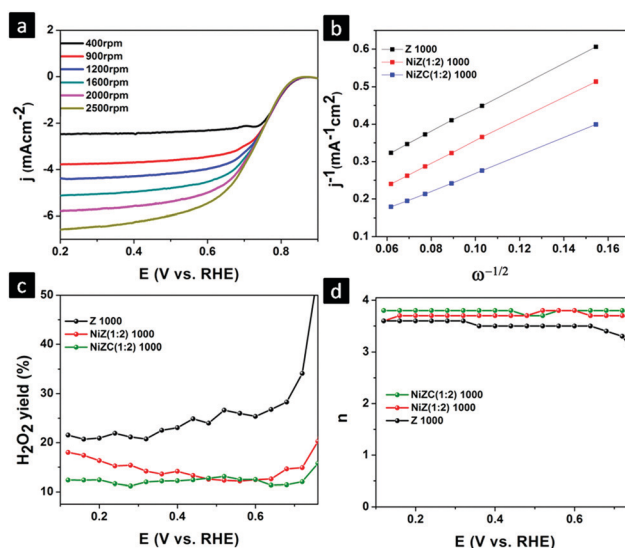 a
0
-2
-4
-6
j (mAcm⁻²)
400rpm
900rpm
1200rpm
1600rpm
2000rpm
2500rpm
0.2 0.4 0.6 0.8
E (V vs. RHE)
b
0.6
0.5
0.4
0.3
0.2
0.1
j⁻¹(mA⁻¹cm²)
Z 1000
NiZ(1:2) 1000
NiZC(1:2) 1000
0.06 0.08 0.10 0.12 0.14 0.16
ω⁻¹/²
c
50
40
30
20
10
H₂O₂ yield (%)
Z 1000
NiZ(1:2) 1000
NiZC(1:2) 1000
0.2 0.4 0.6
E (V vs. RHE)
d
4
3
2
1
0
n
NiZC(1:2) 1000
NiZ(1:2) 1000
Z 1000
0.2 0.4 0.6
E (V vs. RHE)